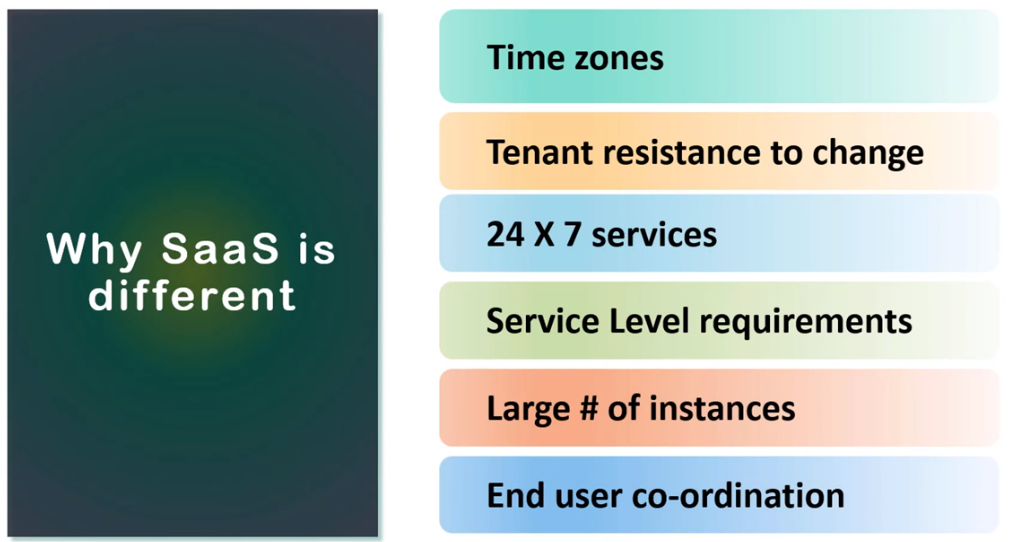 Why SaaS is
different
Time zones
Tenant resistance to change
24 X 7 services
Service Level requirements
Large # of instances
End user co-ordination